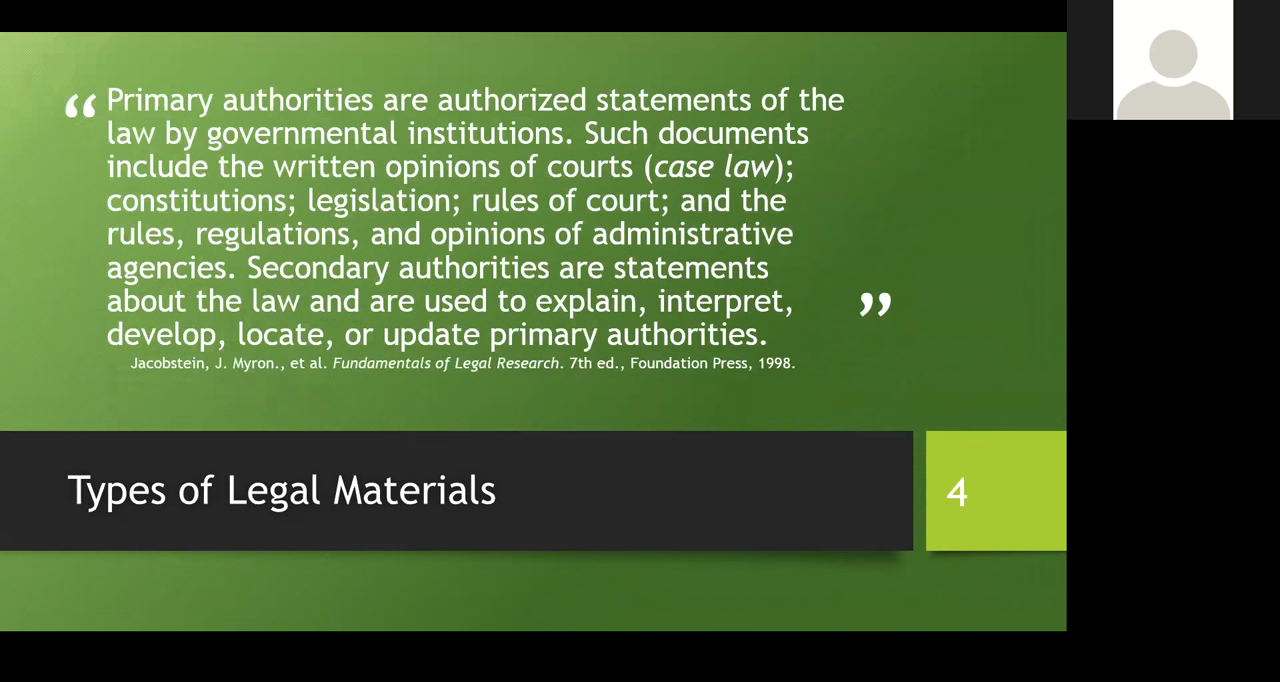 “ Primary authorities are authorized statements of the
law by governmental institutions. Such documents
include the written opinions of courts (case law);
constitutions; legislation; rules of court; and the
rules, regulations, and opinions of administrative
agencies. Secondary authorities are statements
about the law and are used to explain, interpret,
develop, locate, or update primary authorities. ”
Jacobstein, J. Myron., et al. Fundamentals of Legal Research. 7th ed., Foundation Press, 1998.
Types of Legal Materials
4